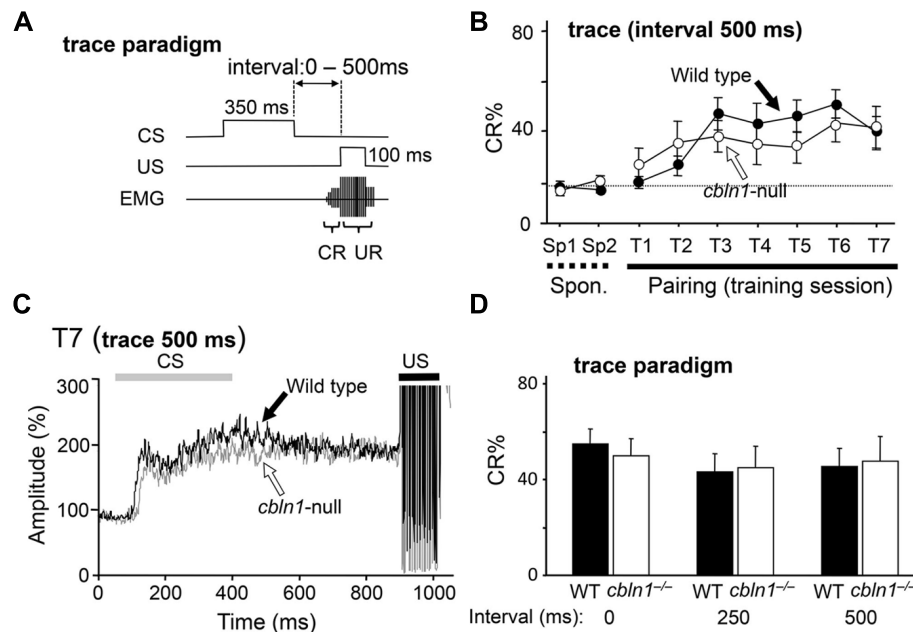 A
trace paradigm
interval:0 – 500ms
350 ms
CS
US
100 ms
EMG
CR UR
B
trace (interval 500 ms)
80
40
0
CR%
Wild type
cbln1-null
Sp1 Sp2 T1 T2 T3 T4 T5 T6 T7
Spon. Pairing (training session)
C
T7 (trace 500 ms)
CS US
300
200
100
0
Amplitude (%)
Wild type
cbln1-null
0 200 400 600 800 1000
Time (ms)
D
trace paradigm
80
40
0
CR%
WT cbln1–/– WT cbln1–/– WT cbln1–/–
Interval (ms): 0 250 500